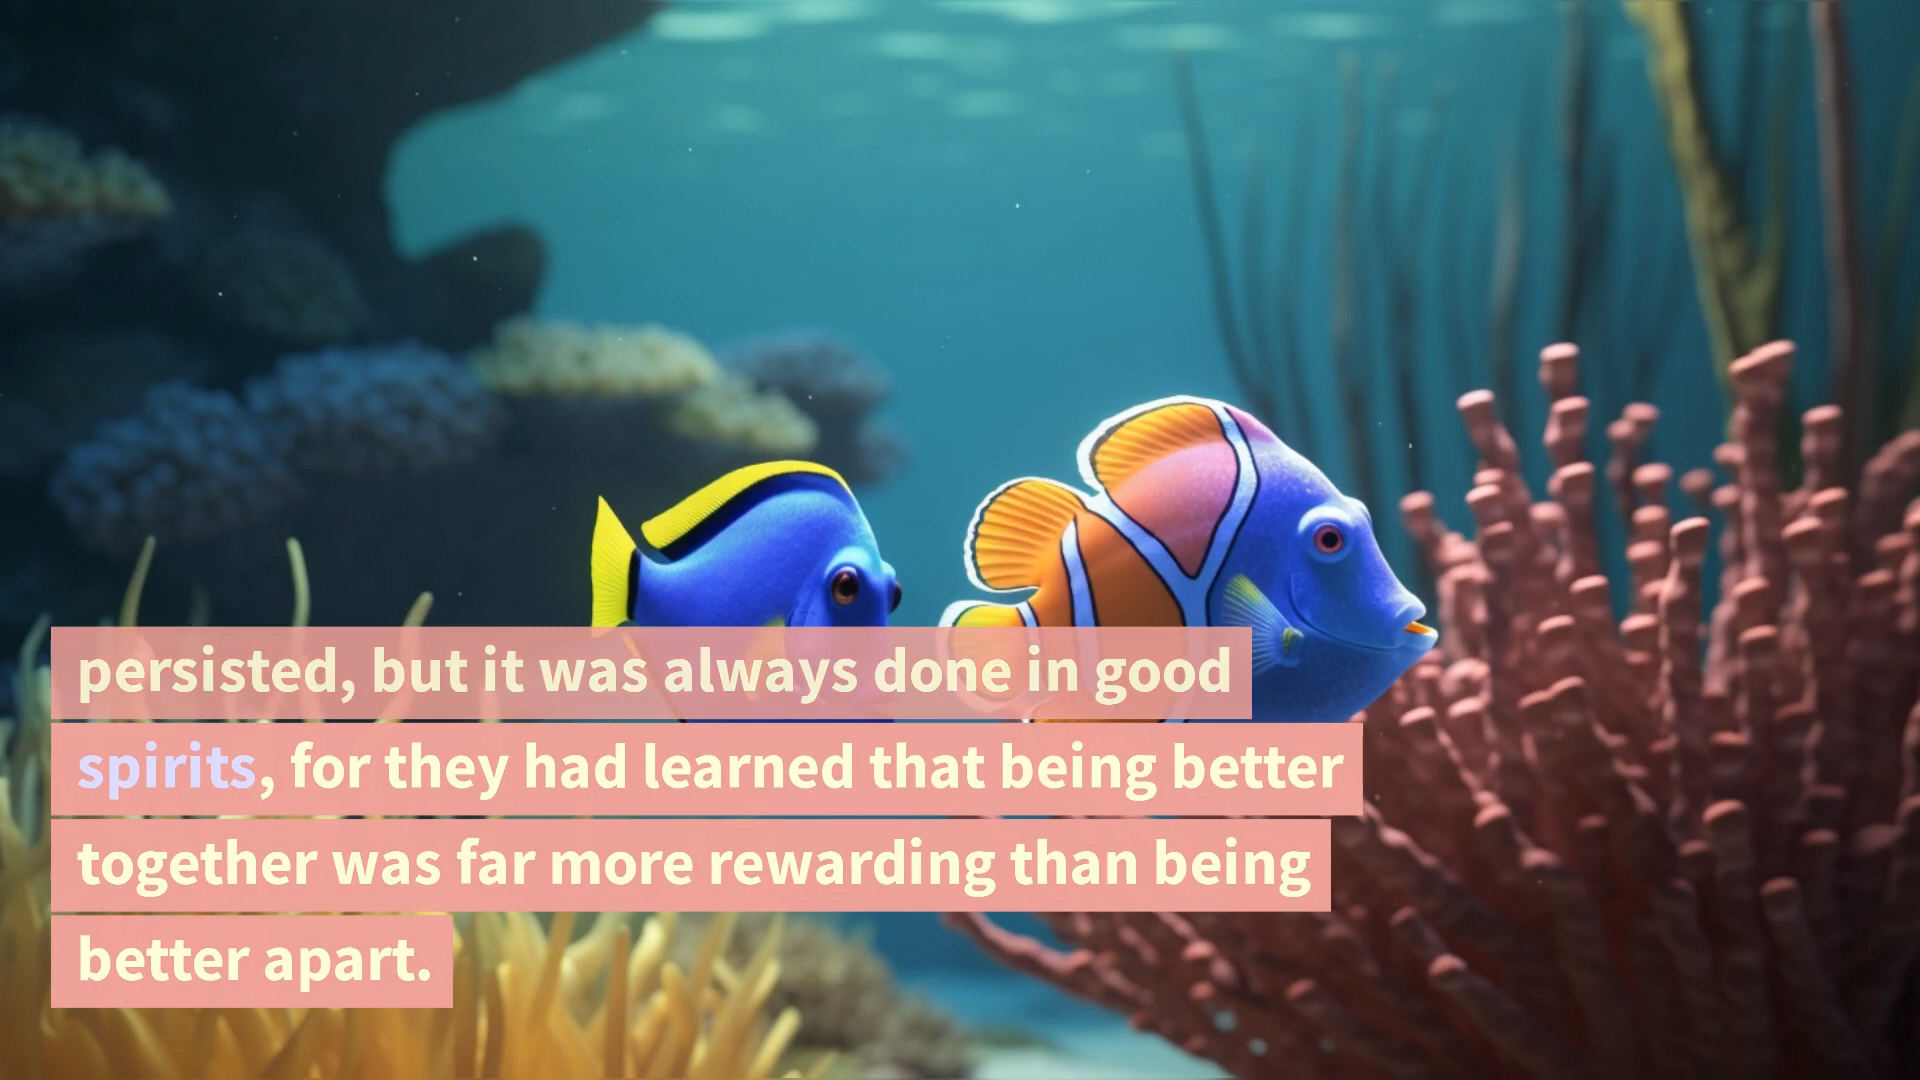 persisted, but it was always done in good
spirits, for they had learned that being better
together was far more rewarding than being
better apart.